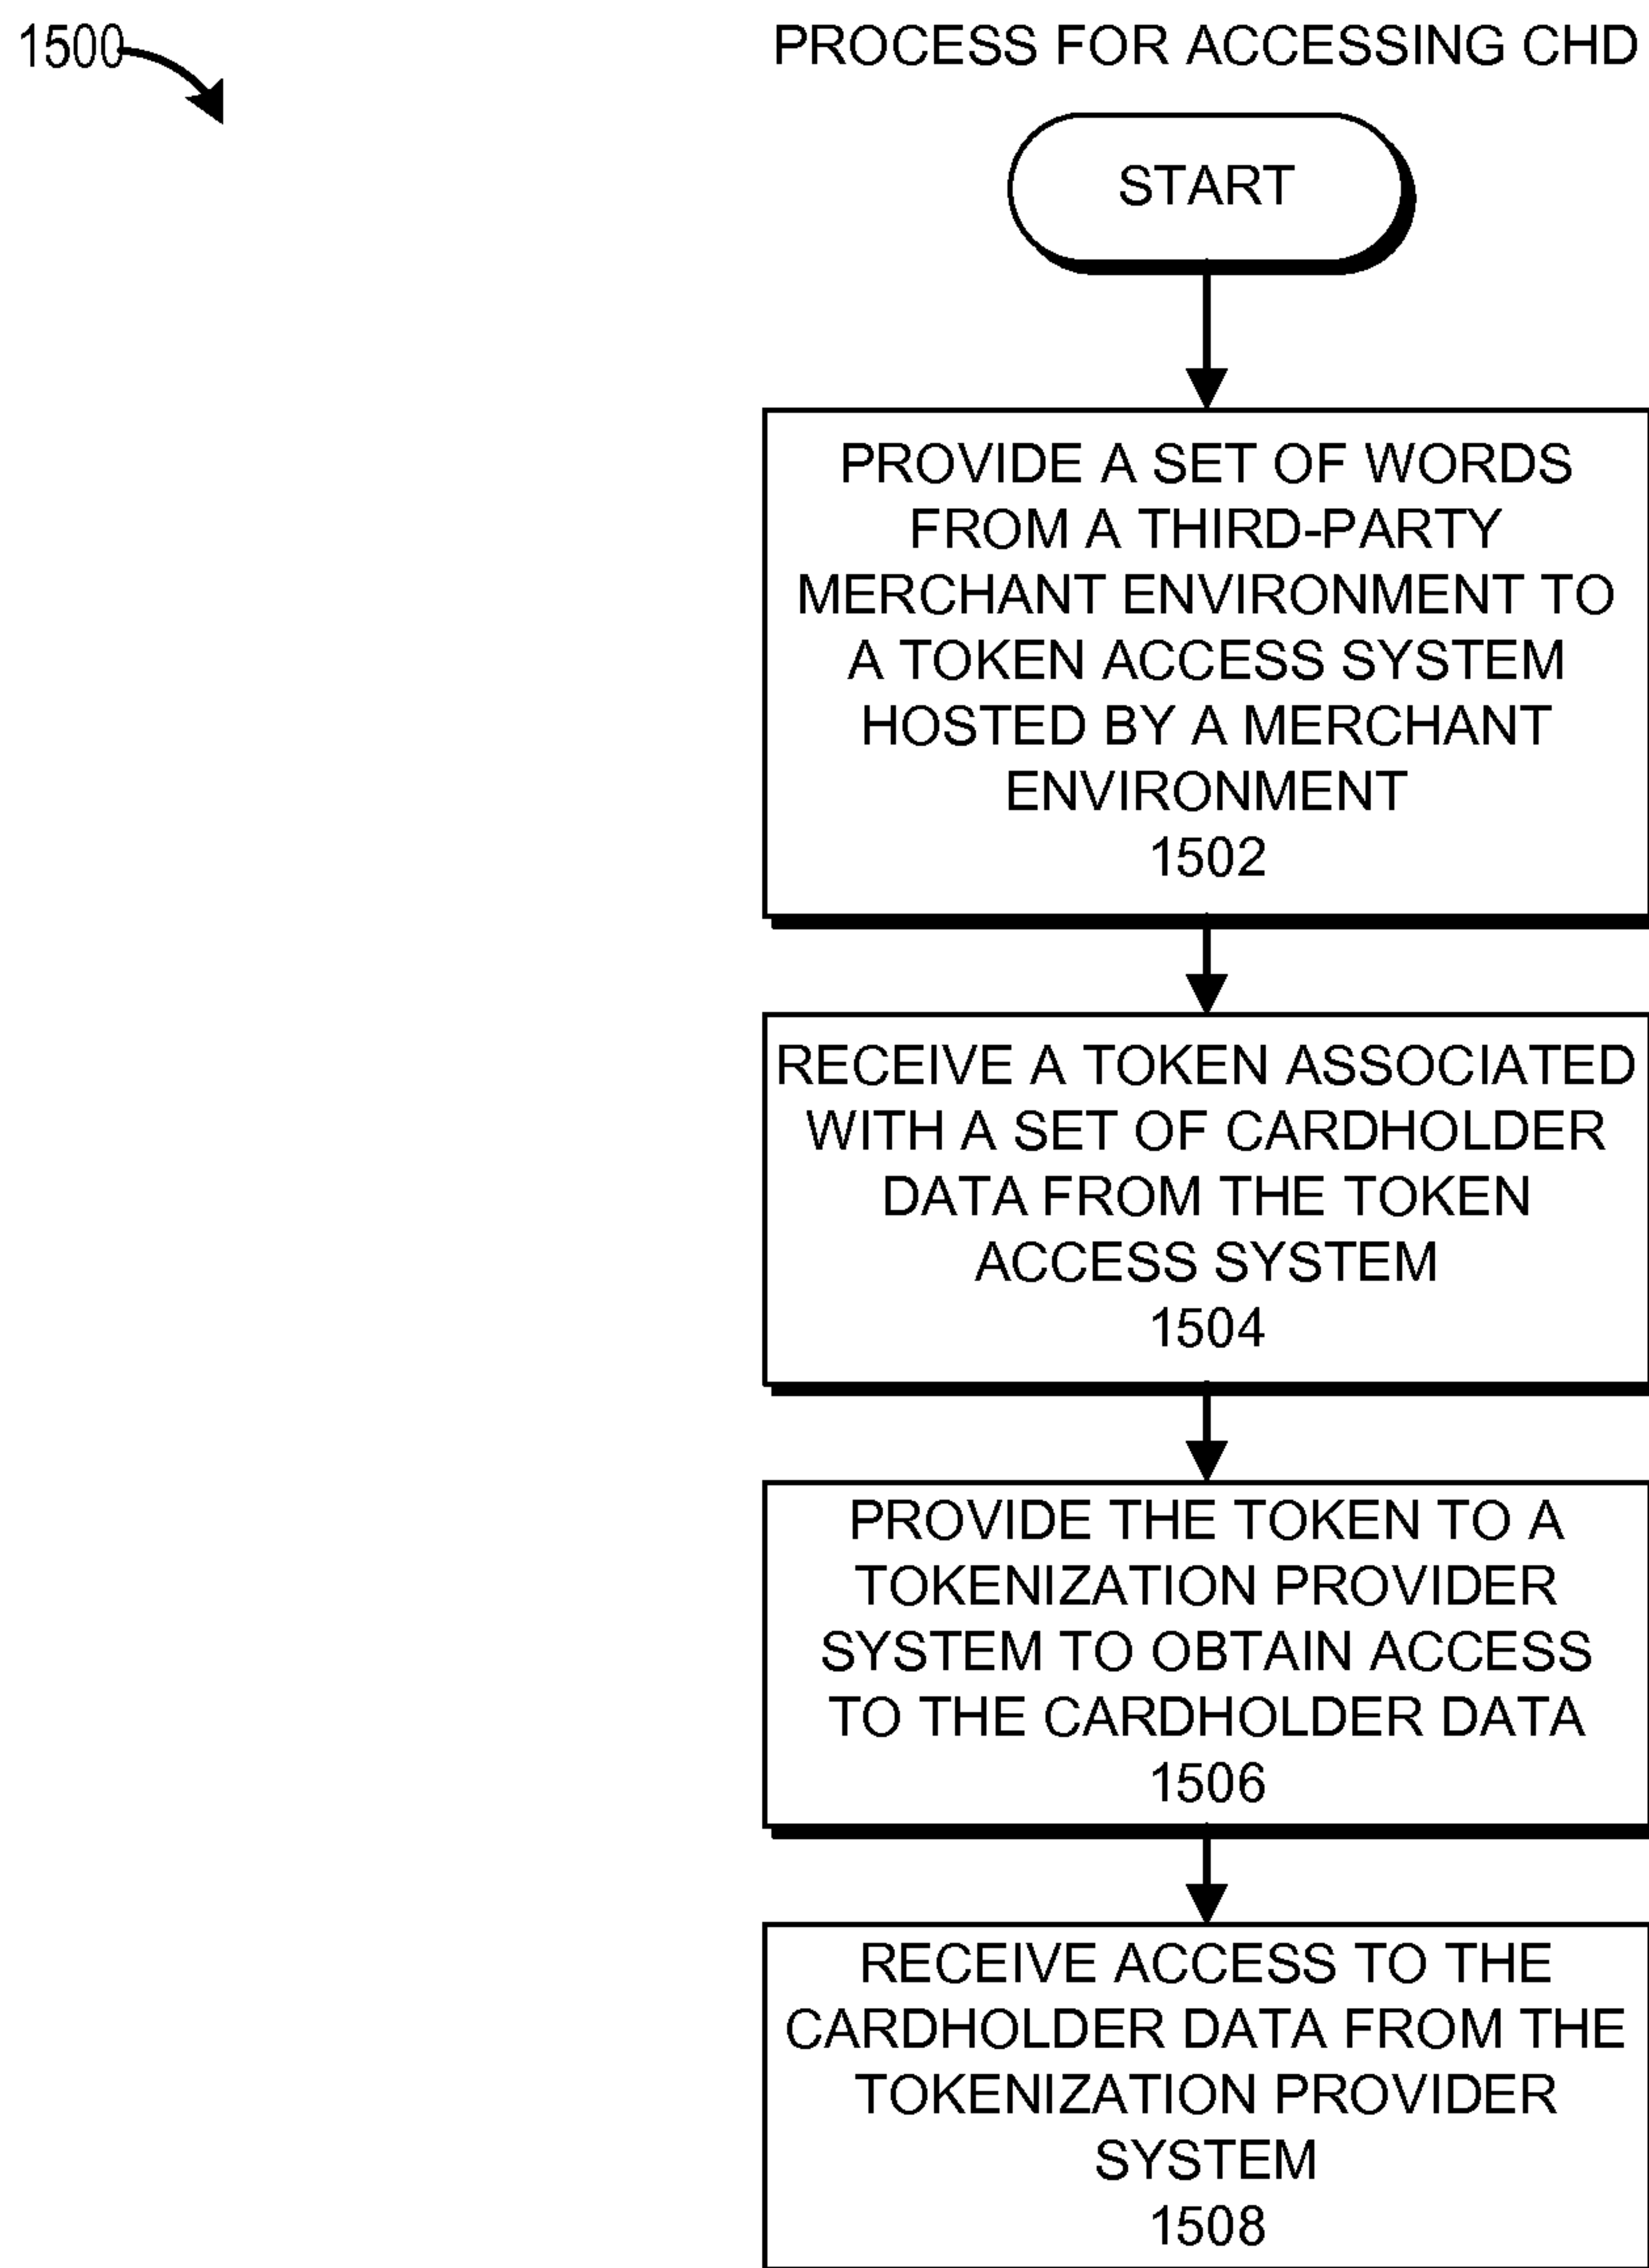 1500
PROCESS FOR ACCESSING CHD
START
PROVIDE A SET OF WORDS
FROM A THIRD-PARTY
MERCHANT ENVIRONMENT TO
A TOKEN ACCESS SYSTEM
HOSTED BY A MERCHANT
ENVIRONMENT
1502
RECEIVE A TOKEN ASSOCIATED
WITH A SET OF CARDHOLDER
DATA FROM THE TOKEN
ACCESS SYSTEM
1504
PROVIDE THE TOKEN TO A
TOKENIZATION PROVIDER
SYSTEM TO OBTAIN ACCESS
TO THE CARDHOLDER DATA
1506
RECEIVE ACCESS TO THE
CARDHOLDER DATA FROM THE
TOKENIZATION PROVIDER
SYSTEM
1508